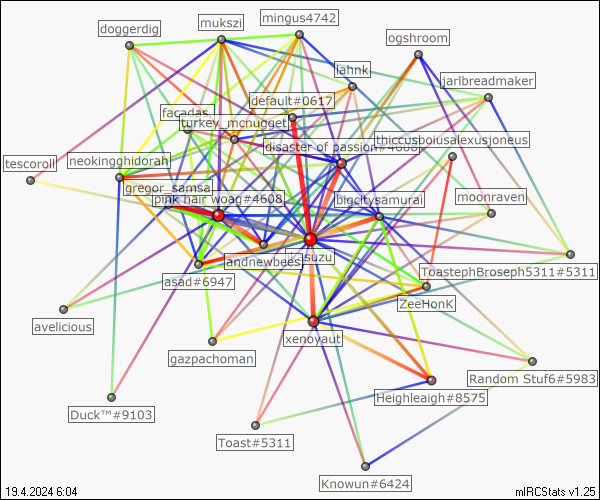 mingus4742
mukszi
doggerdig
ogshroom
lahnk
jarlbreadmaker
default#0617
facadas
turkey_mcnugget
thiccusboiusalexusjoneus
disaster of passion#4608
neokingghidorah
tescoroll
gregor_samsa
pink hair woag#4608
bigcitysamurai
moonraven
andnewbees
ToastephBroseph5311#5311
asad#6947
ZeeHonK
avelicious
xenoyaut
gazpachoman
Random Stuf6#5983
Heighleaigh#8575
Duck™#9103
Toast#5311
Knowun#6424
19.4.2024 6:04
mIRCStats v1.25